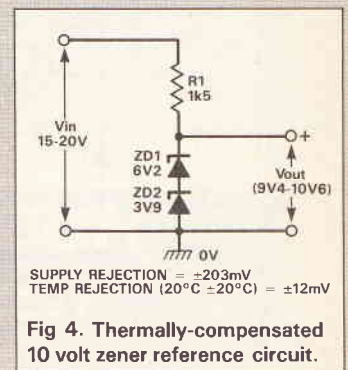 R1
1k5
Vin
15-20V
ZD1
6V2
ZD2
3V9
+
Vout
(9V4-10V6)
0V
SUPPLY REJECTION = ±203mV
TEMP REJECTION (20°C ±20°C) = ±12mV
Fig 4. Thermally-compensated
10 volt zener reference circuit.